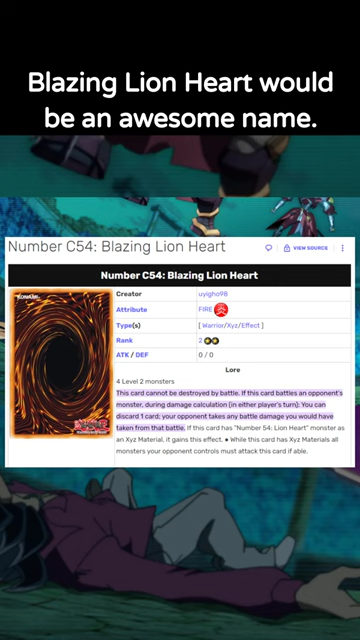 Blazing Lion Heart would
be an awesome name.
Number C54: Blazing Lion Heart
VIEW SOURCE
Number C54: Blazing Lion Heart
KONAMI
Creator uyigho98
Attribute FIRE
Type(s) [ Warrior/Xyz/Effect ]
Rank 2
ATK / DEF 0 / 0
Lore
4 Level 2 monsters
This card cannot be destroyed by battle. If this card battles an opponent's
monster, during damage calculation (in either player's turn): You can
discard 1 card; your opponent takes any battle damage you would have
taken from that battle. If this card has "Number 54: Lion Heart" monster as
an Xyz Material, it gains this effect. ● While this card has Xyz Materials all
monsters your opponent controls must attack this card if able.